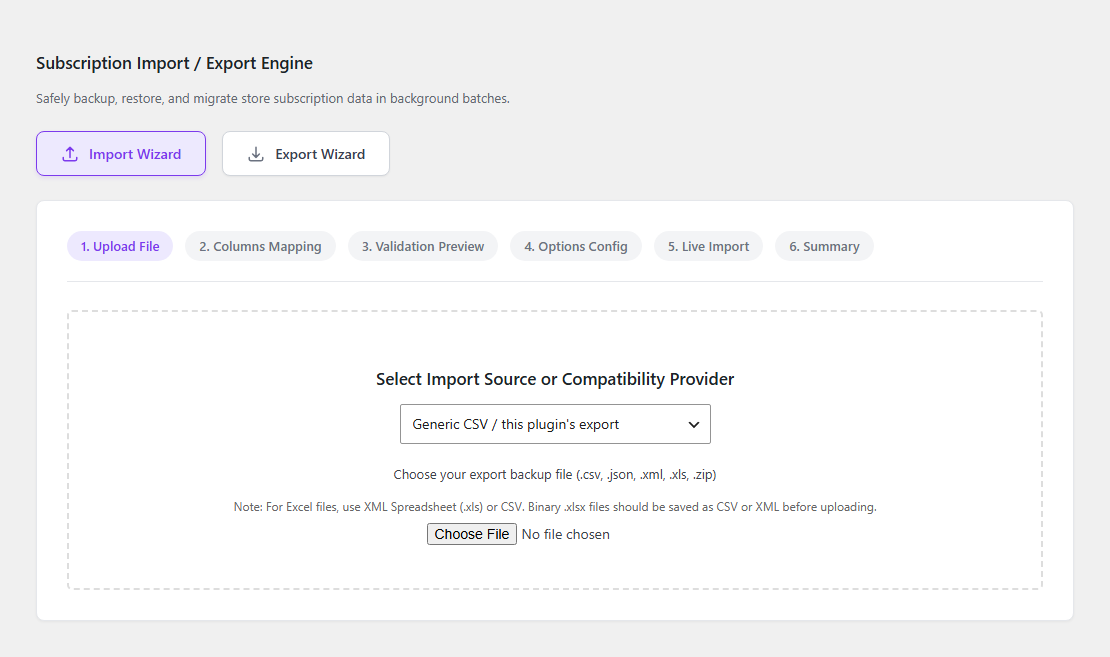 Subscription Import / Export Engine
Safely backup, restore, and migrate store subscription data in background batches.
Import Wizard
Export Wizard
1. Upload File
2. Columns Mapping
3. Validation Preview
4. Options Config
5. Live Import
6. Summary
Select Import Source or Compatibility Provider
Generic CSV / this plugin's export
Choose your export backup file (.csv, .json, .xml, .xls, .zip)
Note: For Excel files, use XML Spreadsheet (.xls) or CSV. Binary .xlsx files should be saved as CSV or XML before uploading.
Choose File No file chosen